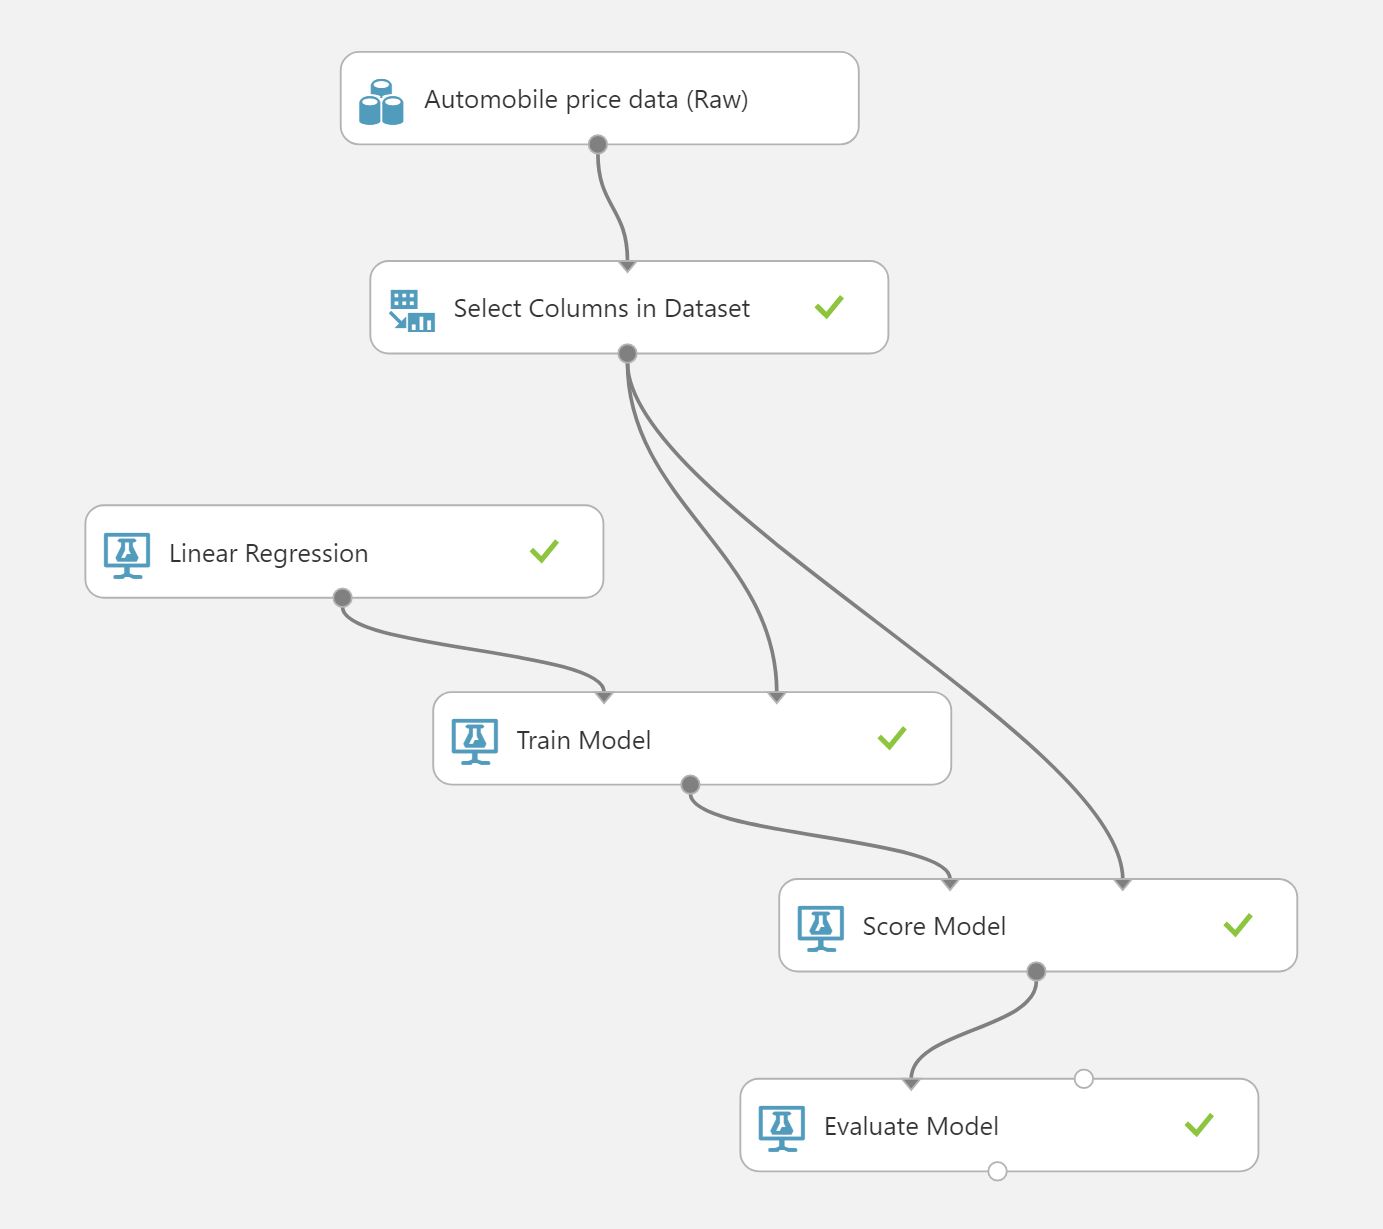 Automobile price data (Raw)
Select Columns in Dataset
Linear Regression
Train Model
Score Model
Evaluate Model